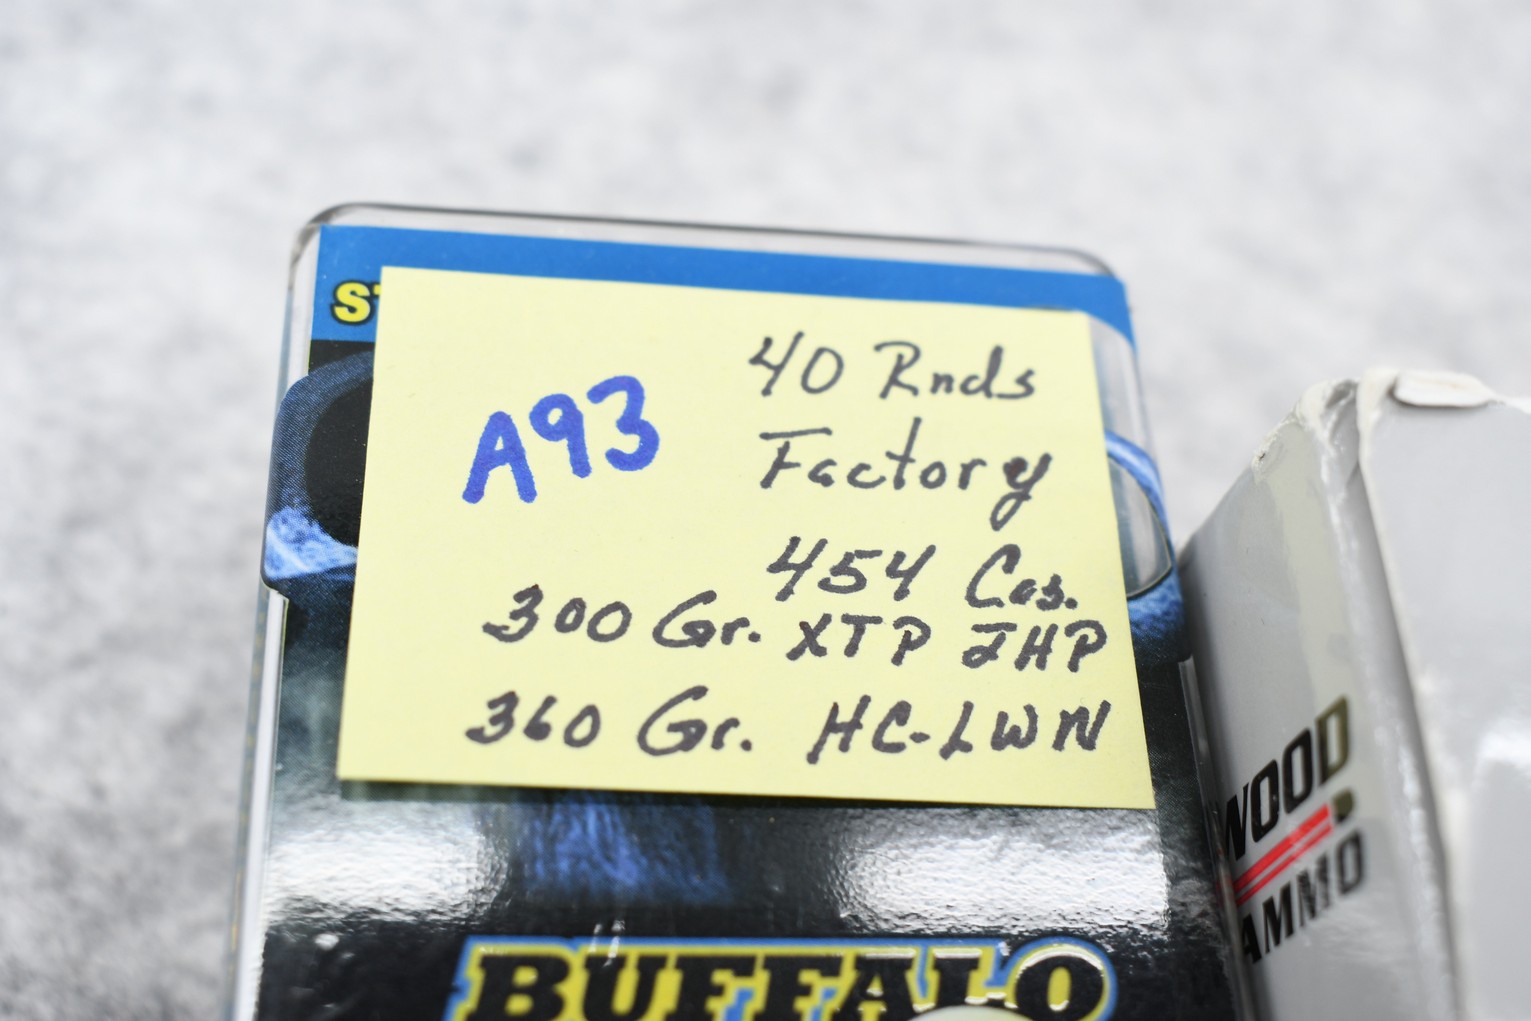 A93
40 Rnds
Factory
454 Cas.
300 Gr. XTP JHP
360 Gr. HC-LWN
BUFFALO
WOOD
AMMO